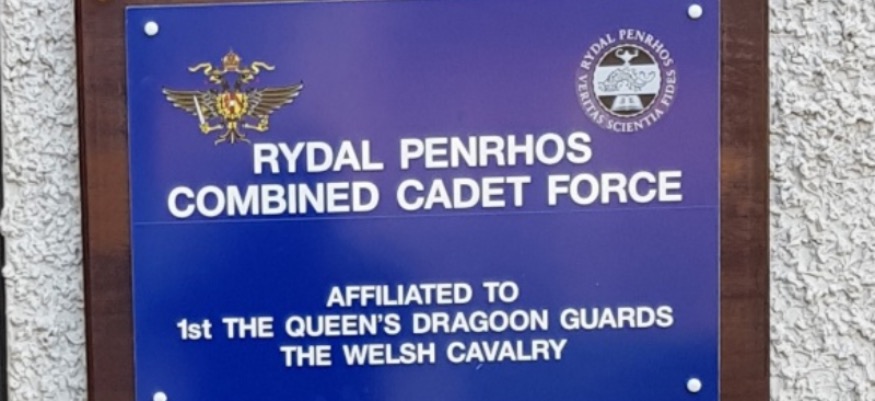 RYDAL PENRHOS
VERITAS SCIENTIA FIDES
RYDAL PENRHOS
COMBINED CADET FORCE
AFFILIATED TO
1st THE QUEEN'S DRAGOON GUARDS
THE WELSH CAVALRY